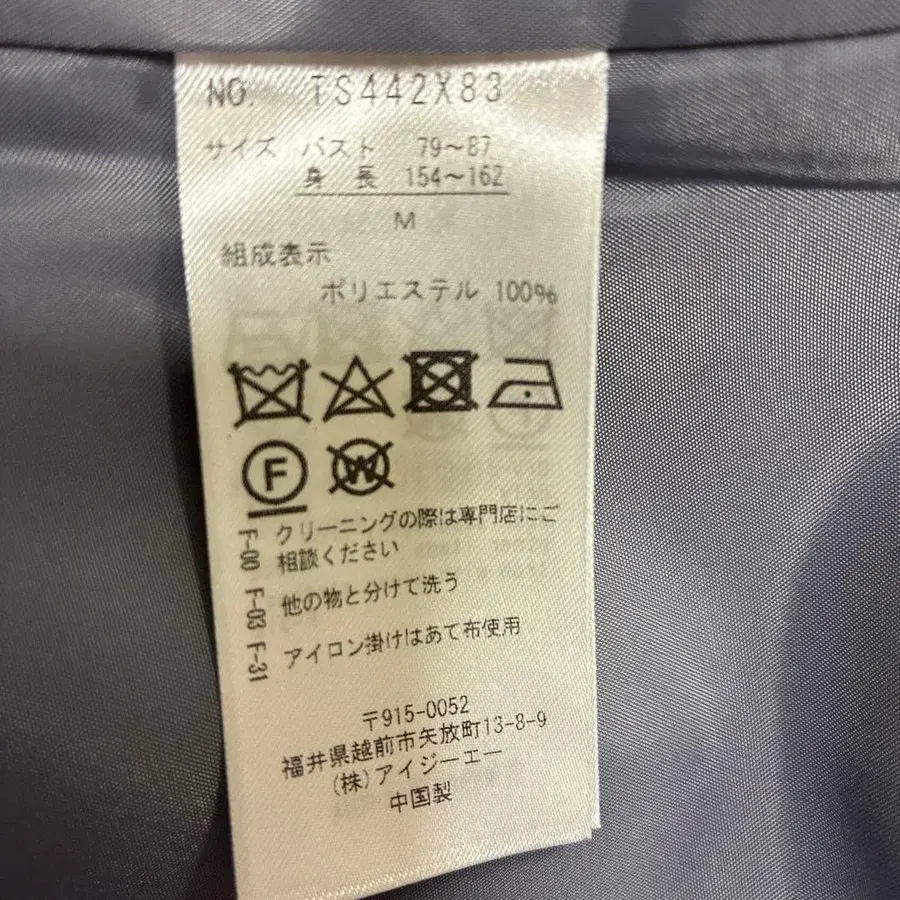 NO. TS442X83
サイズ バスト 79〜87
身 長 154〜162
M
組成表示
ポリエステル 100%
F W
F-08 F-03 F-31
クリーニングの際は専門店にご
相談ください
他の物と分けて洗う
アイロン掛けはあて布使用
〒915-0052
福井県越前市矢放町13-8-9
(株)アイジーエー
中国製